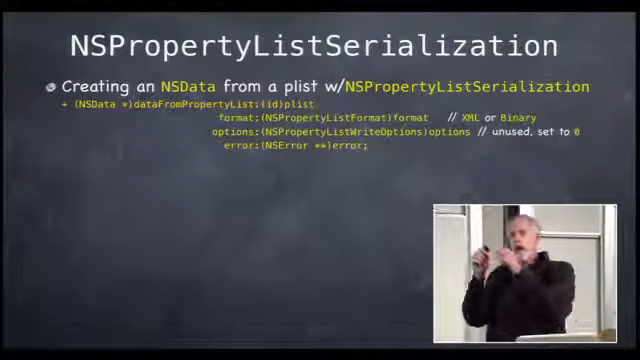 NSPropertyListSerialization
Creating an NSData from a plist w/NSPropertyListSerialization
+ (NSData *)dataFromPropertyList:(id)plist
format:(NSPropertyListFormat)format // XML or Binary
options:(NSPropertyListWriteOptions)options // unused, set to 0
error:(NSError **)error;